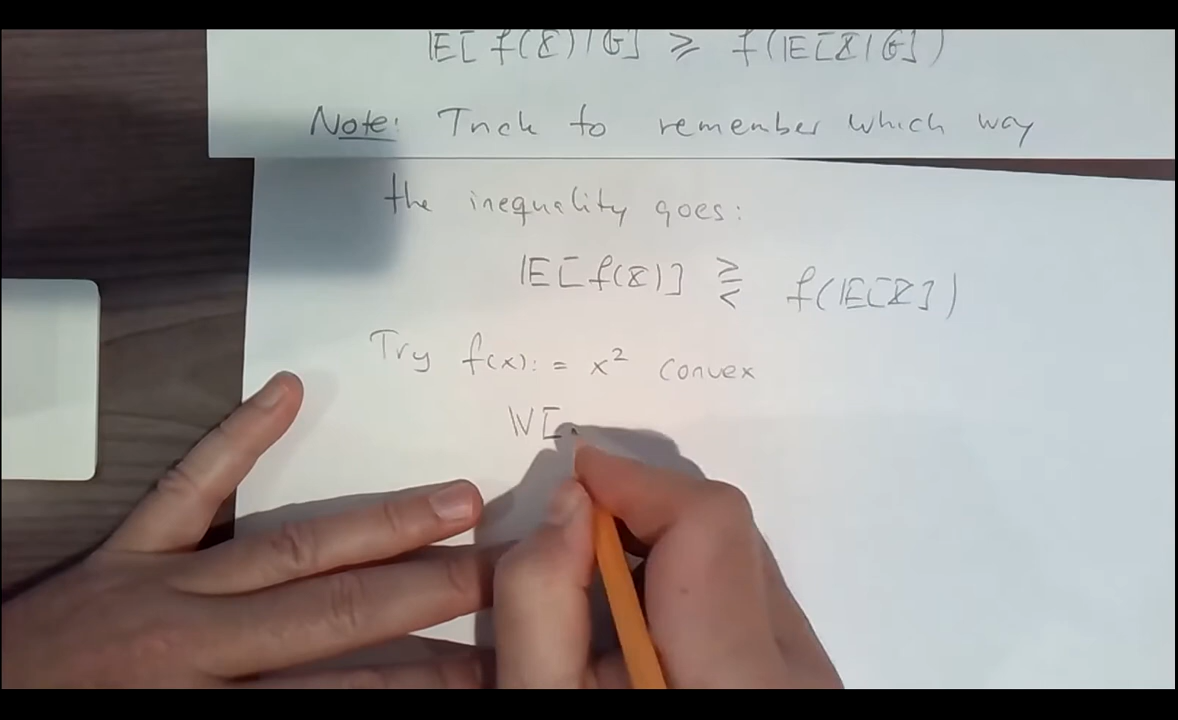 𝔼[f(X)|G] ≥ f(𝔼[X|G])
Note: Trick to remember which way
the inequality goes:
𝔼[f(X)] ≥/< f(𝔼[X])
Try f(x):= x² convex
𝕍[